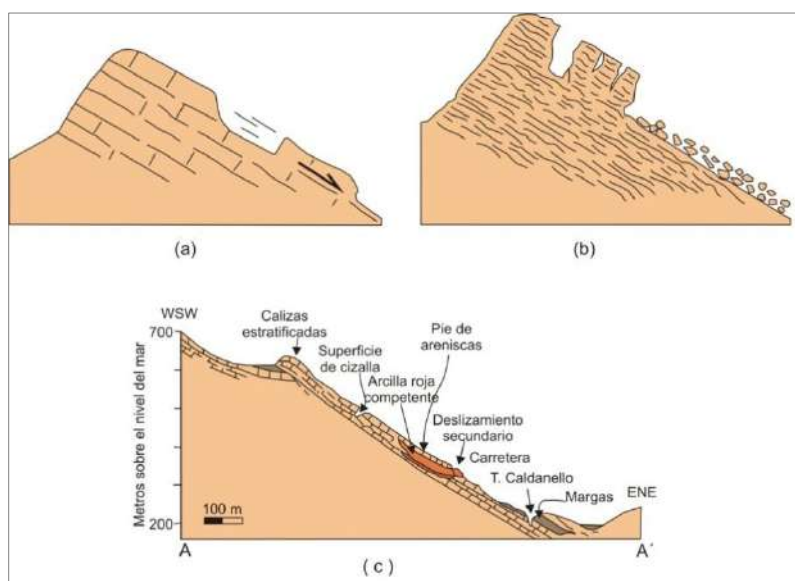 (a)
(b)
WSW
700
Metros sobre el nivel del mar
200
Calizas
estratificadas
Superficie
de cizalla
Arcilla roja
competente
Pie de
areniscas
Deslizamiento
secundario
Carretera
T. Caldanello
Margas
ENE
100 m
A
A´
( c )